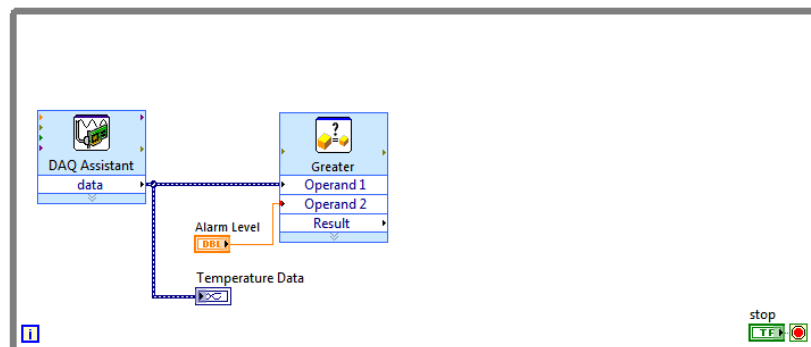 ?
DAQ Assistant
data
Greater
Operand 1
Operand 2
Result
Alarm Level
DBL
Temperature Data
i
stop
TF